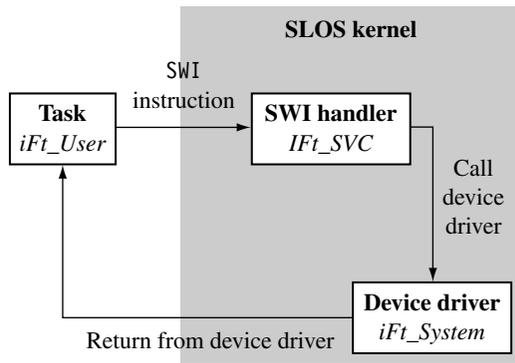 SLOS kernel
SWI
instruction
Task
iFt_User
SWI handler
IFt_SVC
Call
device
driver
Device driver
iFt_System
Return from device driver